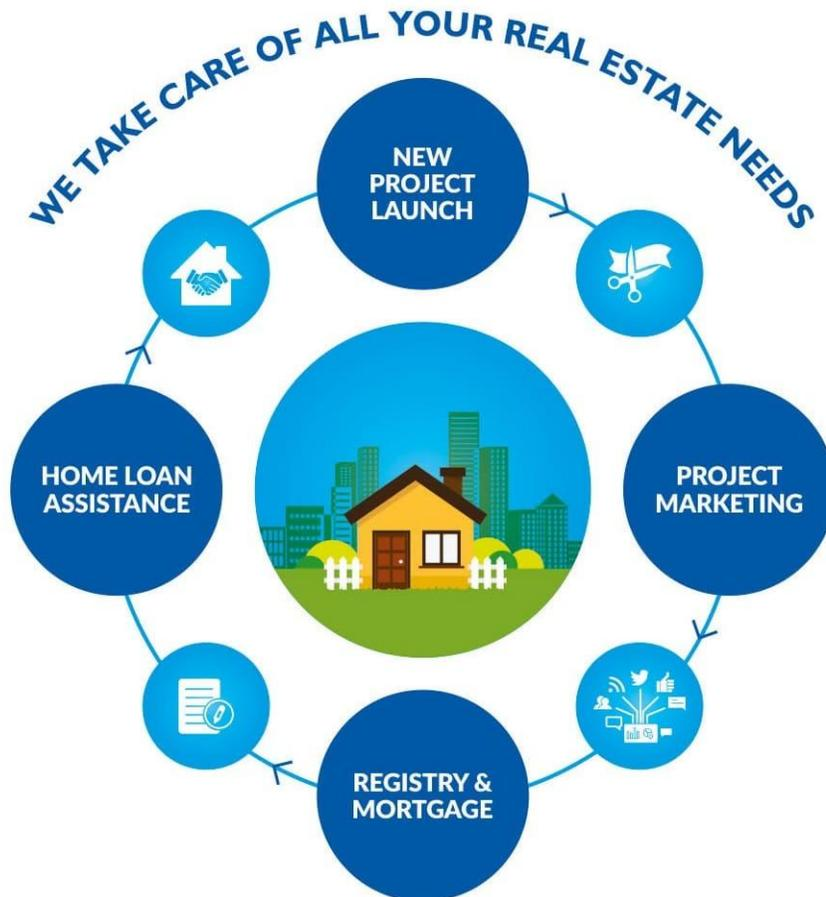 WE TAKE CARE OF ALL YOUR REAL ESTATE NEEDS
NEW
PROJECT
LAUNCH
HOME LOAN
ASSISTANCE
PROJECT
MARKETING
REGISTRY &
MORTGAGE